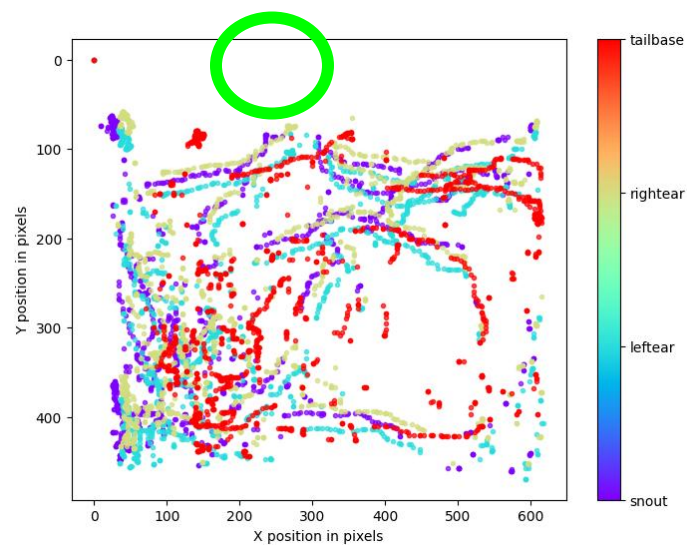 0
100
200
300
400
Y position in pixels
0 100 200 300 400 500 600
X position in pixels
tailbase
rightear
leftear
snout